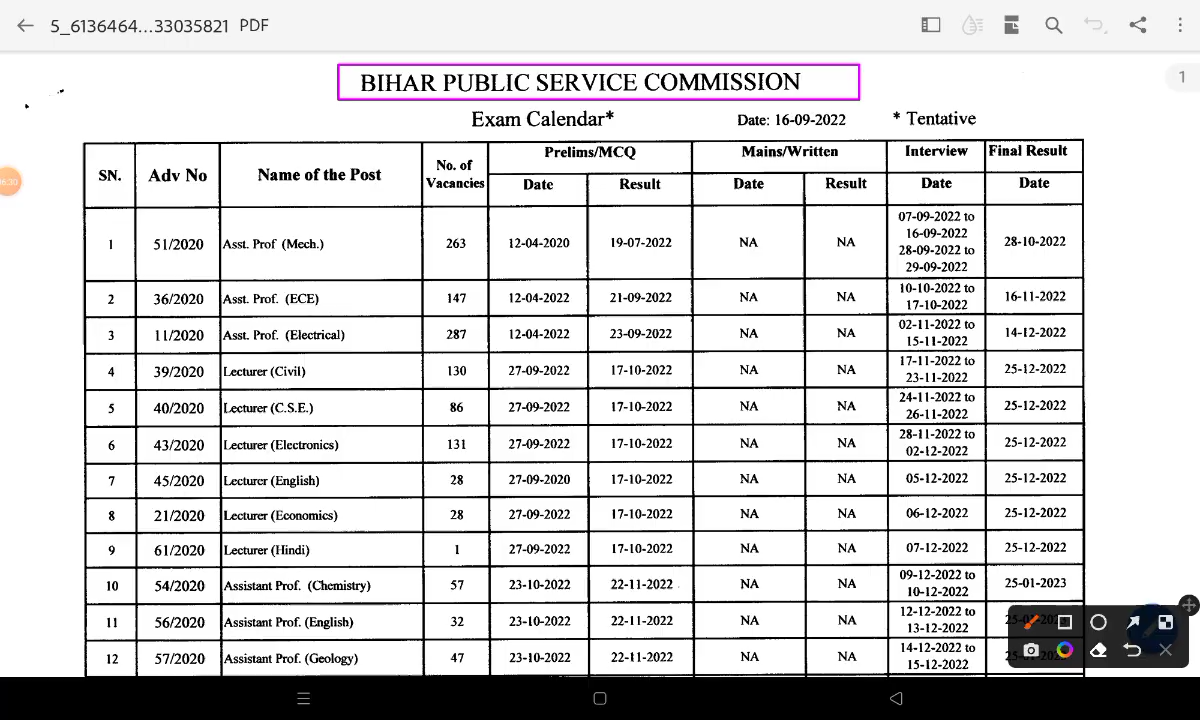 5_6136464...33035821 PDF
1
BIHAR PUBLIC SERVICE COMMISSION
Exam Calendar* Date: 16-09-2022 * Tentative
SN. Adv No Name of the Post No. of Vacancies Prelims/MCQ Mains/Written Interview Final Result
Date Result Date Result Date Date
1 51/2020 Asst. Prof (Mech.) 263 12-04-2020 19-07-2022 NA NA 07-09-2022 to 16-09-2022 28-09-2022 to 29-09-2022 28-10-2022
2 36/2020 Asst. Prof. (ECE) 147 12-04-2022 21-09-2022 NA NA 10-10-2022 to 17-10-2022 16-11-2022
3 11/2020 Asst. Prof. (Electrical) 287 12-04-2022 23-09-2022 NA NA 02-11-2022 to 15-11-2022 14-12-2022
4 39/2020 Lecturer (Civil) 130 27-09-2022 17-10-2022 NA NA 17-11-2022 to 23-11-2022 25-12-2022
5 40/2020 Lecturer (C.S.E.) 86 27-09-2022 17-10-2022 NA NA 24-11-2022 to 26-11-2022 25-12-2022
6 43/2020 Lecturer (Electronics) 131 27-09-2022 17-10-2022 NA NA 28-11-2022 to 02-12-2022 25-12-2022
7 45/2020 Lecturer (English) 28 27-09-2020 17-10-2022 NA NA 05-12-2022 25-12-2022
8 21/2020 Lecturer (Economics) 28 27-09-2022 17-10-2022 NA NA 06-12-2022 25-12-2022
9 61/2020 Lecturer (Hindi) 1 27-09-2022 17-10-2022 NA NA 07-12-2022 25-12-2022
10 54/2020 Assistant Prof. (Chemistry) 57 23-10-2022 22-11-2022 NA NA 09-12-2022 to 10-12-2022 25-01-2023
11 56/2020 Assistant Prof. (English) 32 23-10-2022 22-11-2022 NA NA 12-12-2022 to 13-12-2022
12 57/2020 Assistant Prof. (Geology) 47 23-10-2022 22-11-2022 NA NA 14-12-2022 to 15-12-2022